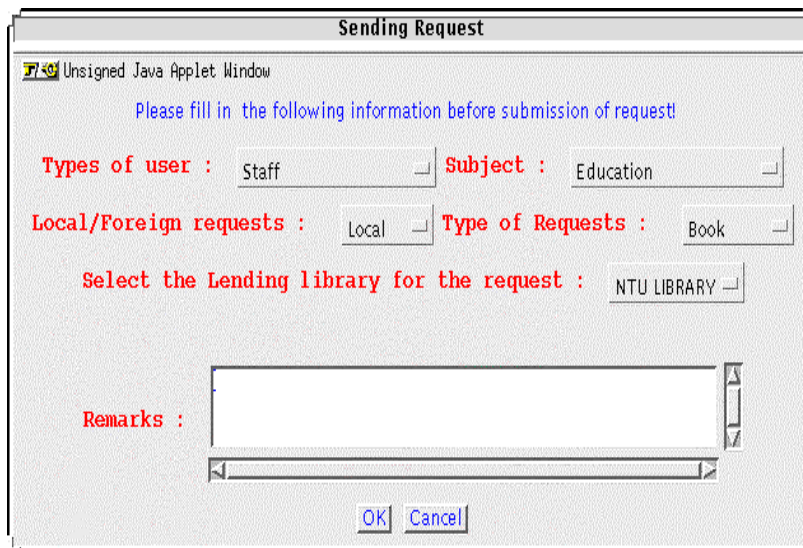 Sending Request
Unsigned Java Applet Window
Please fill in the following information before submission of request!
Types of user : Staff Subject : Education
Local/Foreign requests : Local Type of Requests : Book
Select the Lending library for the request : NTU LIBRARY
Remarks :
OK Cancel